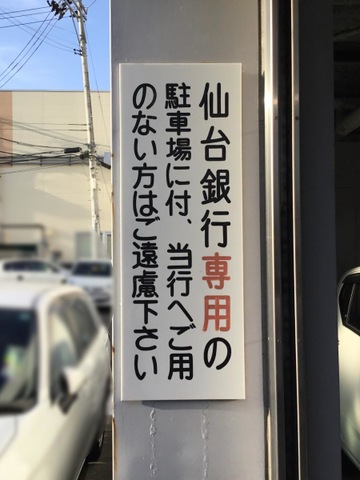 仙台銀行専用の
駐車場に付、当行へご用
のない方はご遠慮下さい